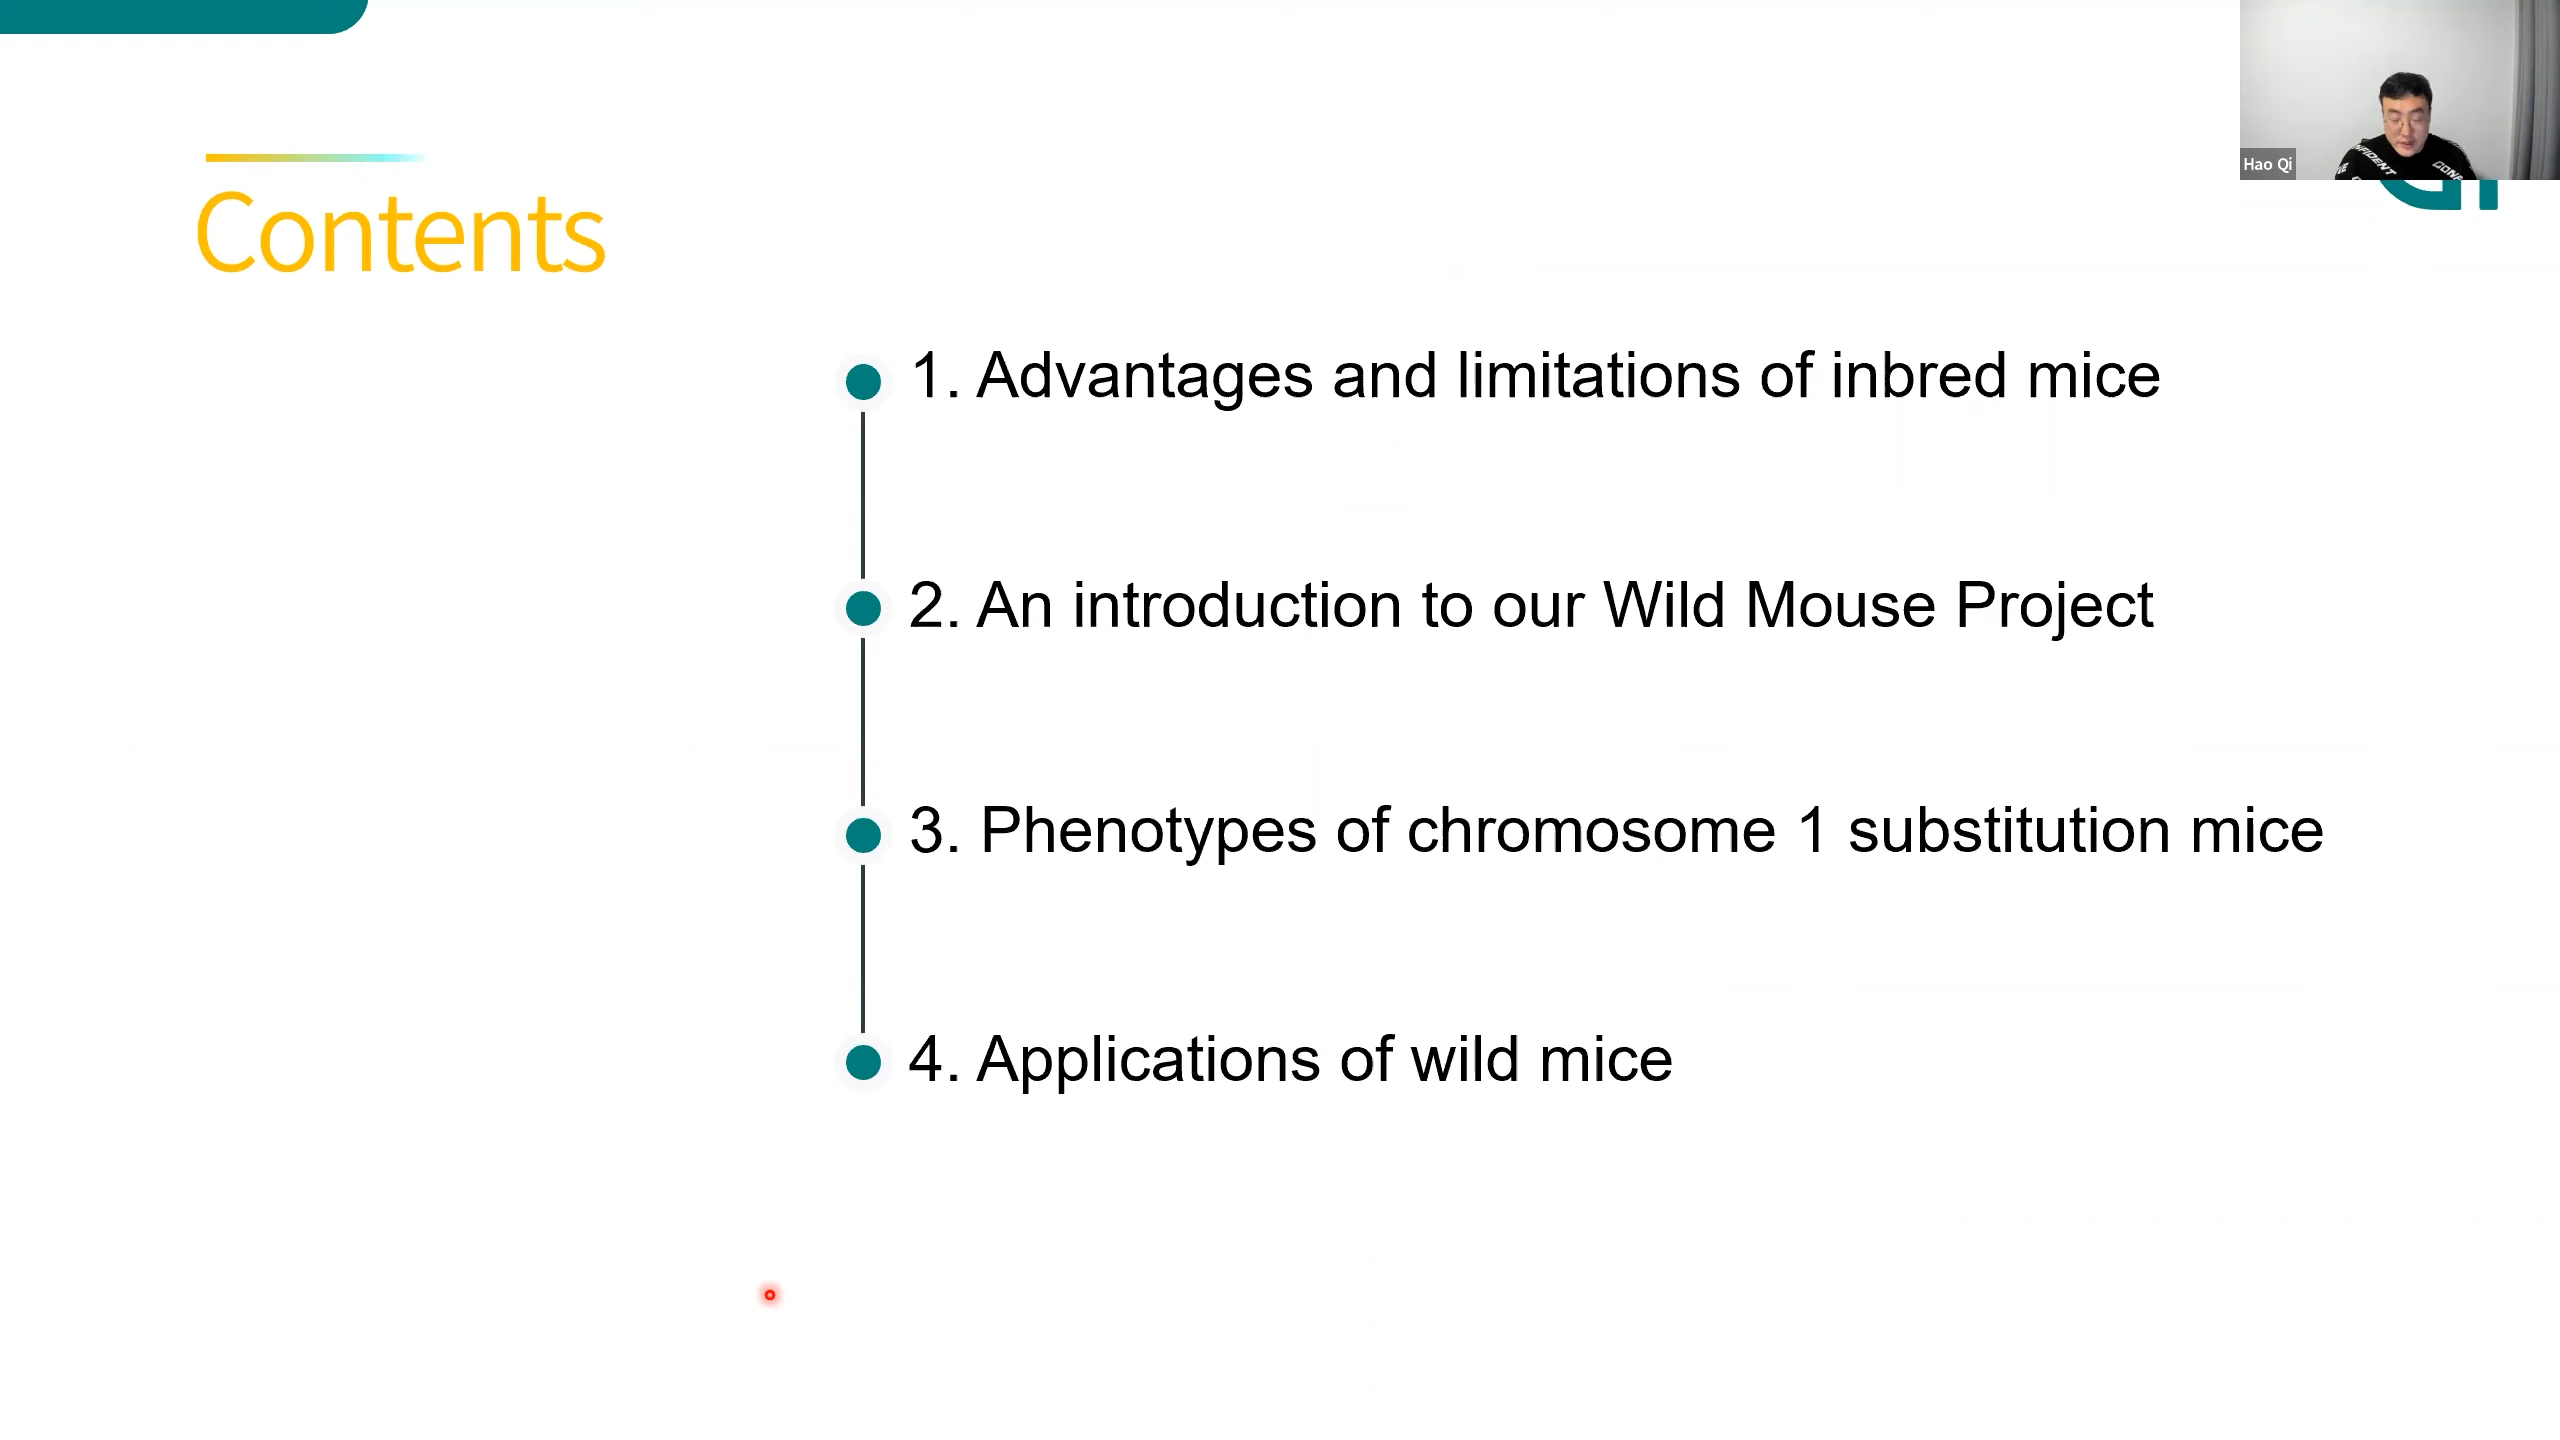 Hao Qi
Contents
1. Advantages and limitations of inbred mice
2. An introduction to our Wild Mouse Project
3. Phenotypes of chromosome 1 substitution mice
4. Applications of wild mice